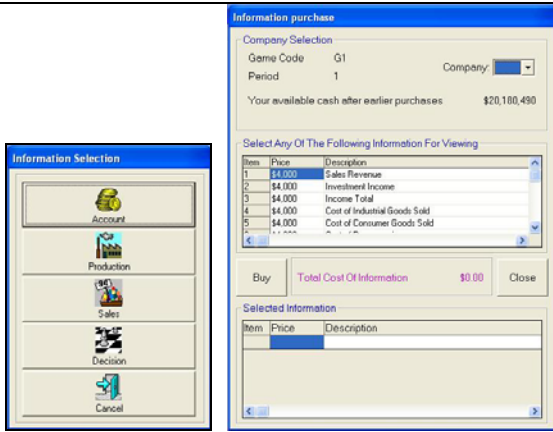 Information Selection
Account
Production
Sales
Decision
Cancel
Information purchase
Company Selection
Game Code G1
Period 1
Company:
Your available cash after earlier purchases $20,180,490
Select Any Of The Following Information For Viewing
Item Price Description
1 $4,000 Sales Revenue
2 $4,000 Investment Income
3 $4,000 Income Total
4 $4,000 Cost of Industrial Goods Sold
5 $4,000 Cost of Consumer Goods Sold
Buy Total Cost Of Information $0.00 Close
Selected Information
Item Price Description